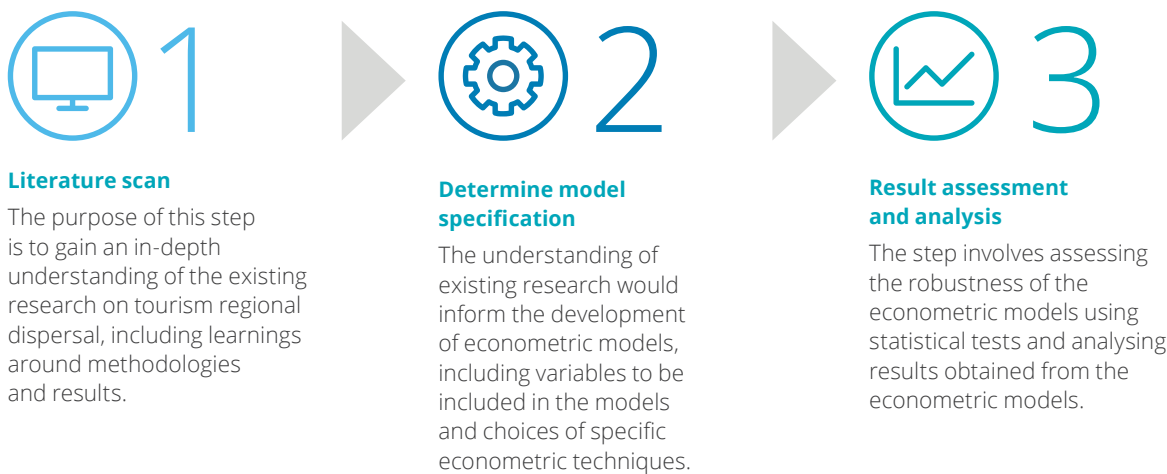 1
Literature scan
The purpose of this step
is to gain an in-depth
understanding of the existing
research on tourism regional
dispersal, including learnings
around methodologies
and results.
2
Determine model
specification
The understanding of
existing research would
inform the development
of econometric models,
including variables to be
included in the models
and choices of specific
econometric techniques.
3
Result assessment
and analysis
The step involves assessing
the robustness of the
econometric models using
statistical tests and analysing
results obtained from the
econometric models.